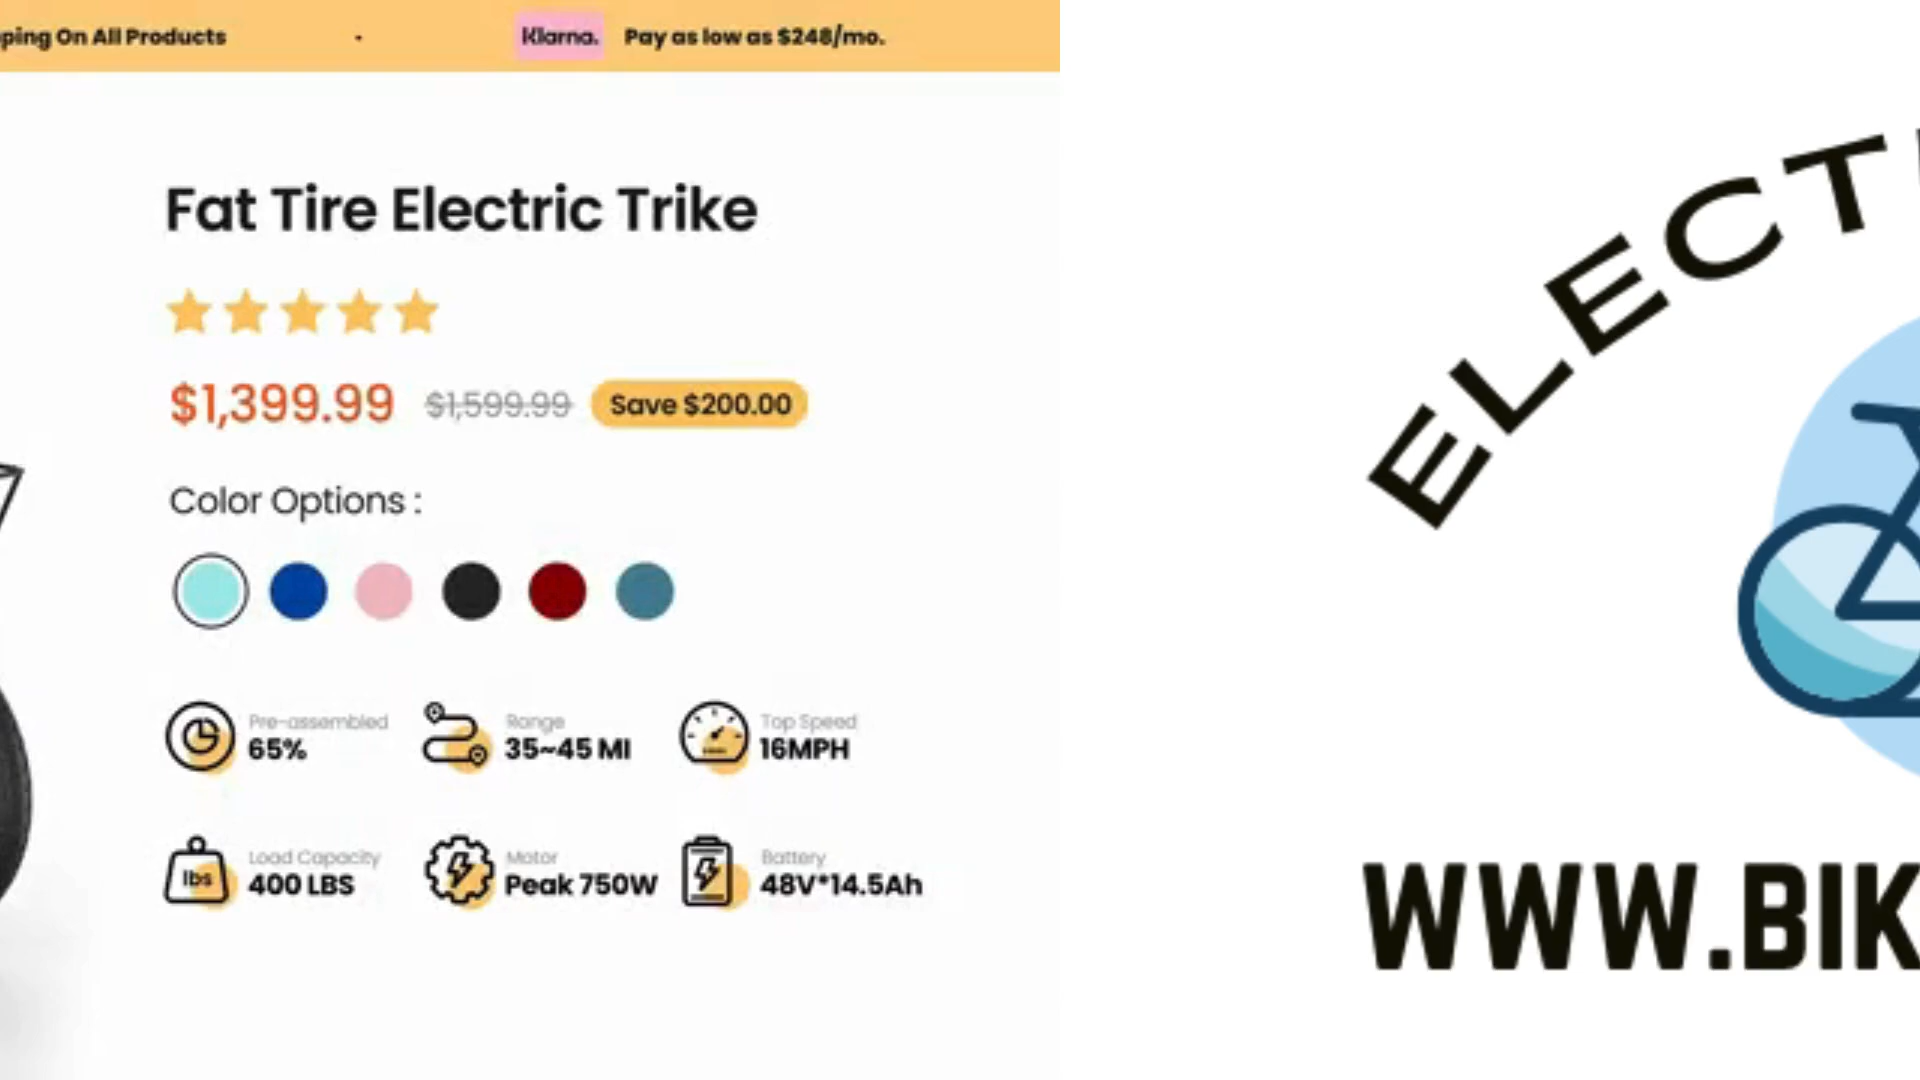 ping On All Products · Klarna. Pay as low as $248/mo.
Fat Tire Electric Trike
$1,399.99 $1,599.99 Save $200.00
Color Options :
Pre-assembled
65%
Range
35~45 MI
Top Speed
16MPH
lbs
Load Capacity
400 LBS
Motor
Peak 750W
Battery
48V*14.5Ah
ELECT
WWW.BIK